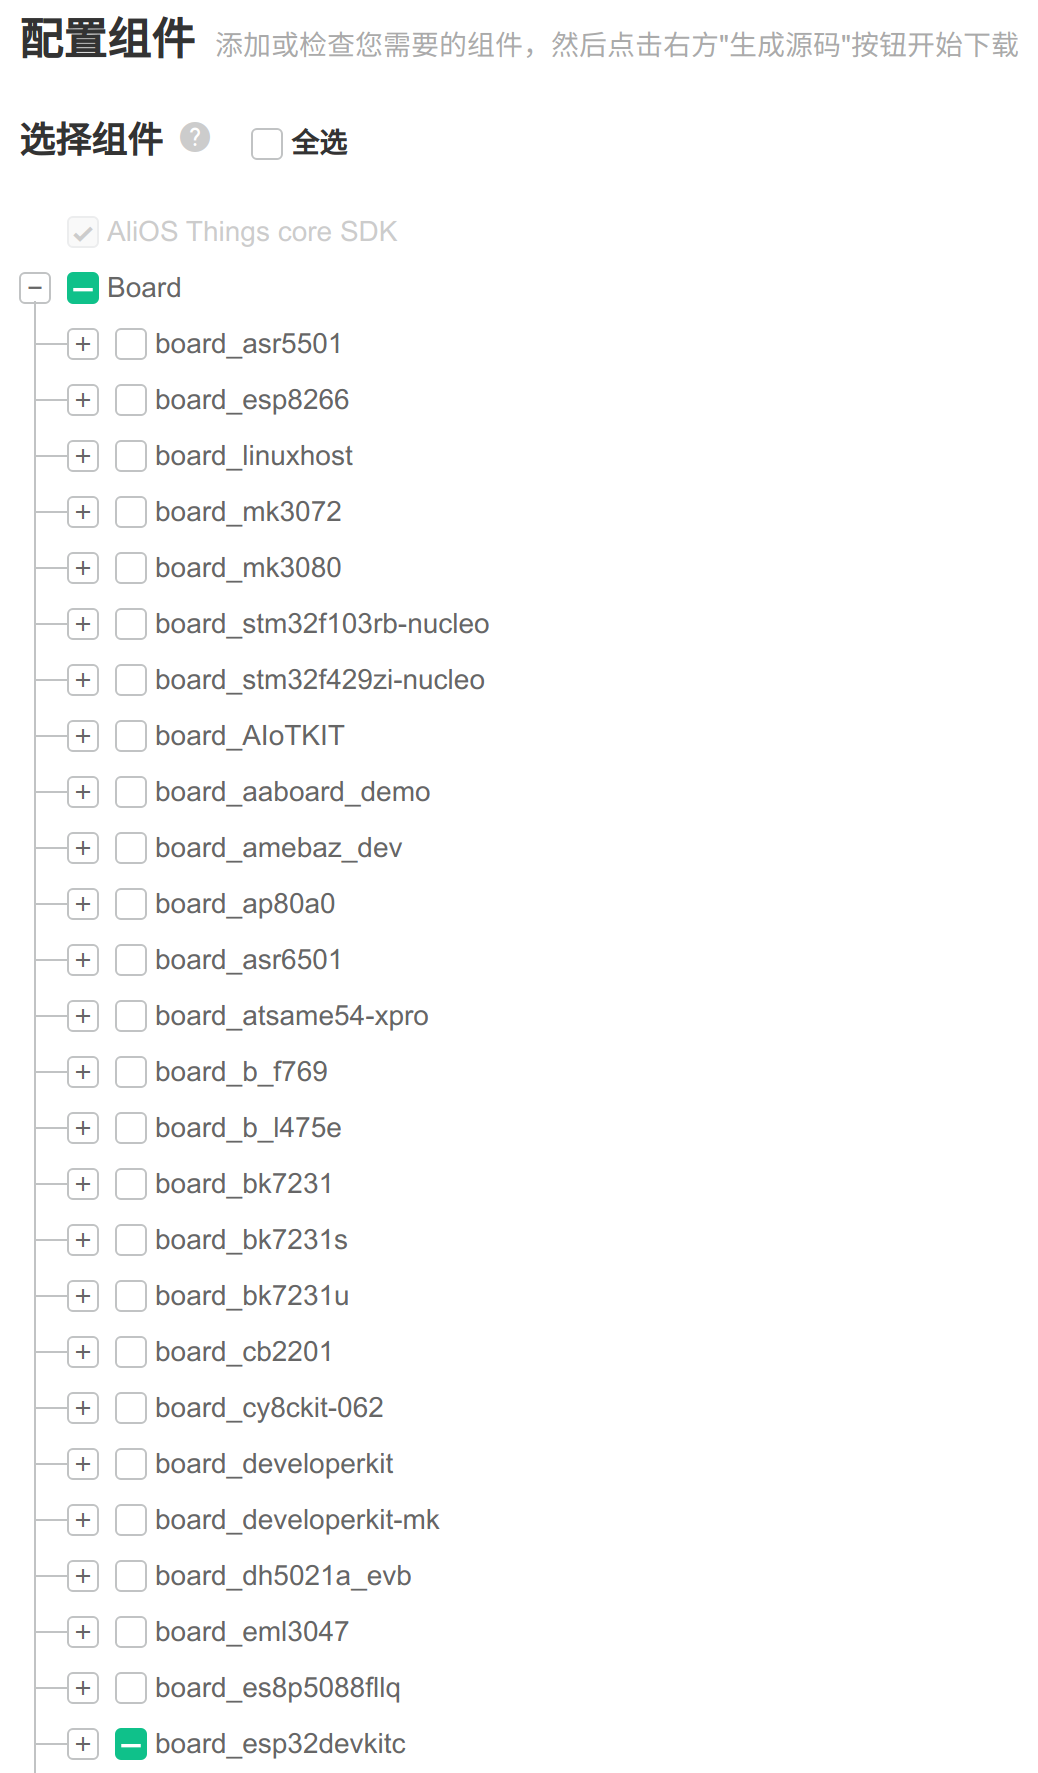 配置组件 添加或检查您需要的组件，然后点击右方"生成源码"按钮开始下载
选择组件 ? 全选
AliOS Things core SDK
Board
board_asr5501
board_esp8266
board_linuxhost
board_mk3072
board_mk3080
board_stm32f103rb-nucleo
board_stm32f429zi-nucleo
board_AIoTKIT
board_aaboard_demo
board_amebaz_dev
board_ap80a0
board_asr6501
board_atsame54-xpro
board_b_f769
board_b_l475e
board_bk7231
board_bk7231s
board_bk7231u
board_cb2201
board_cy8ckit-062
board_developerkit
board_developerkit-mk
board_dh5021a_evb
board_eml3047
board_es8p5088fllq
board_esp32devkitc